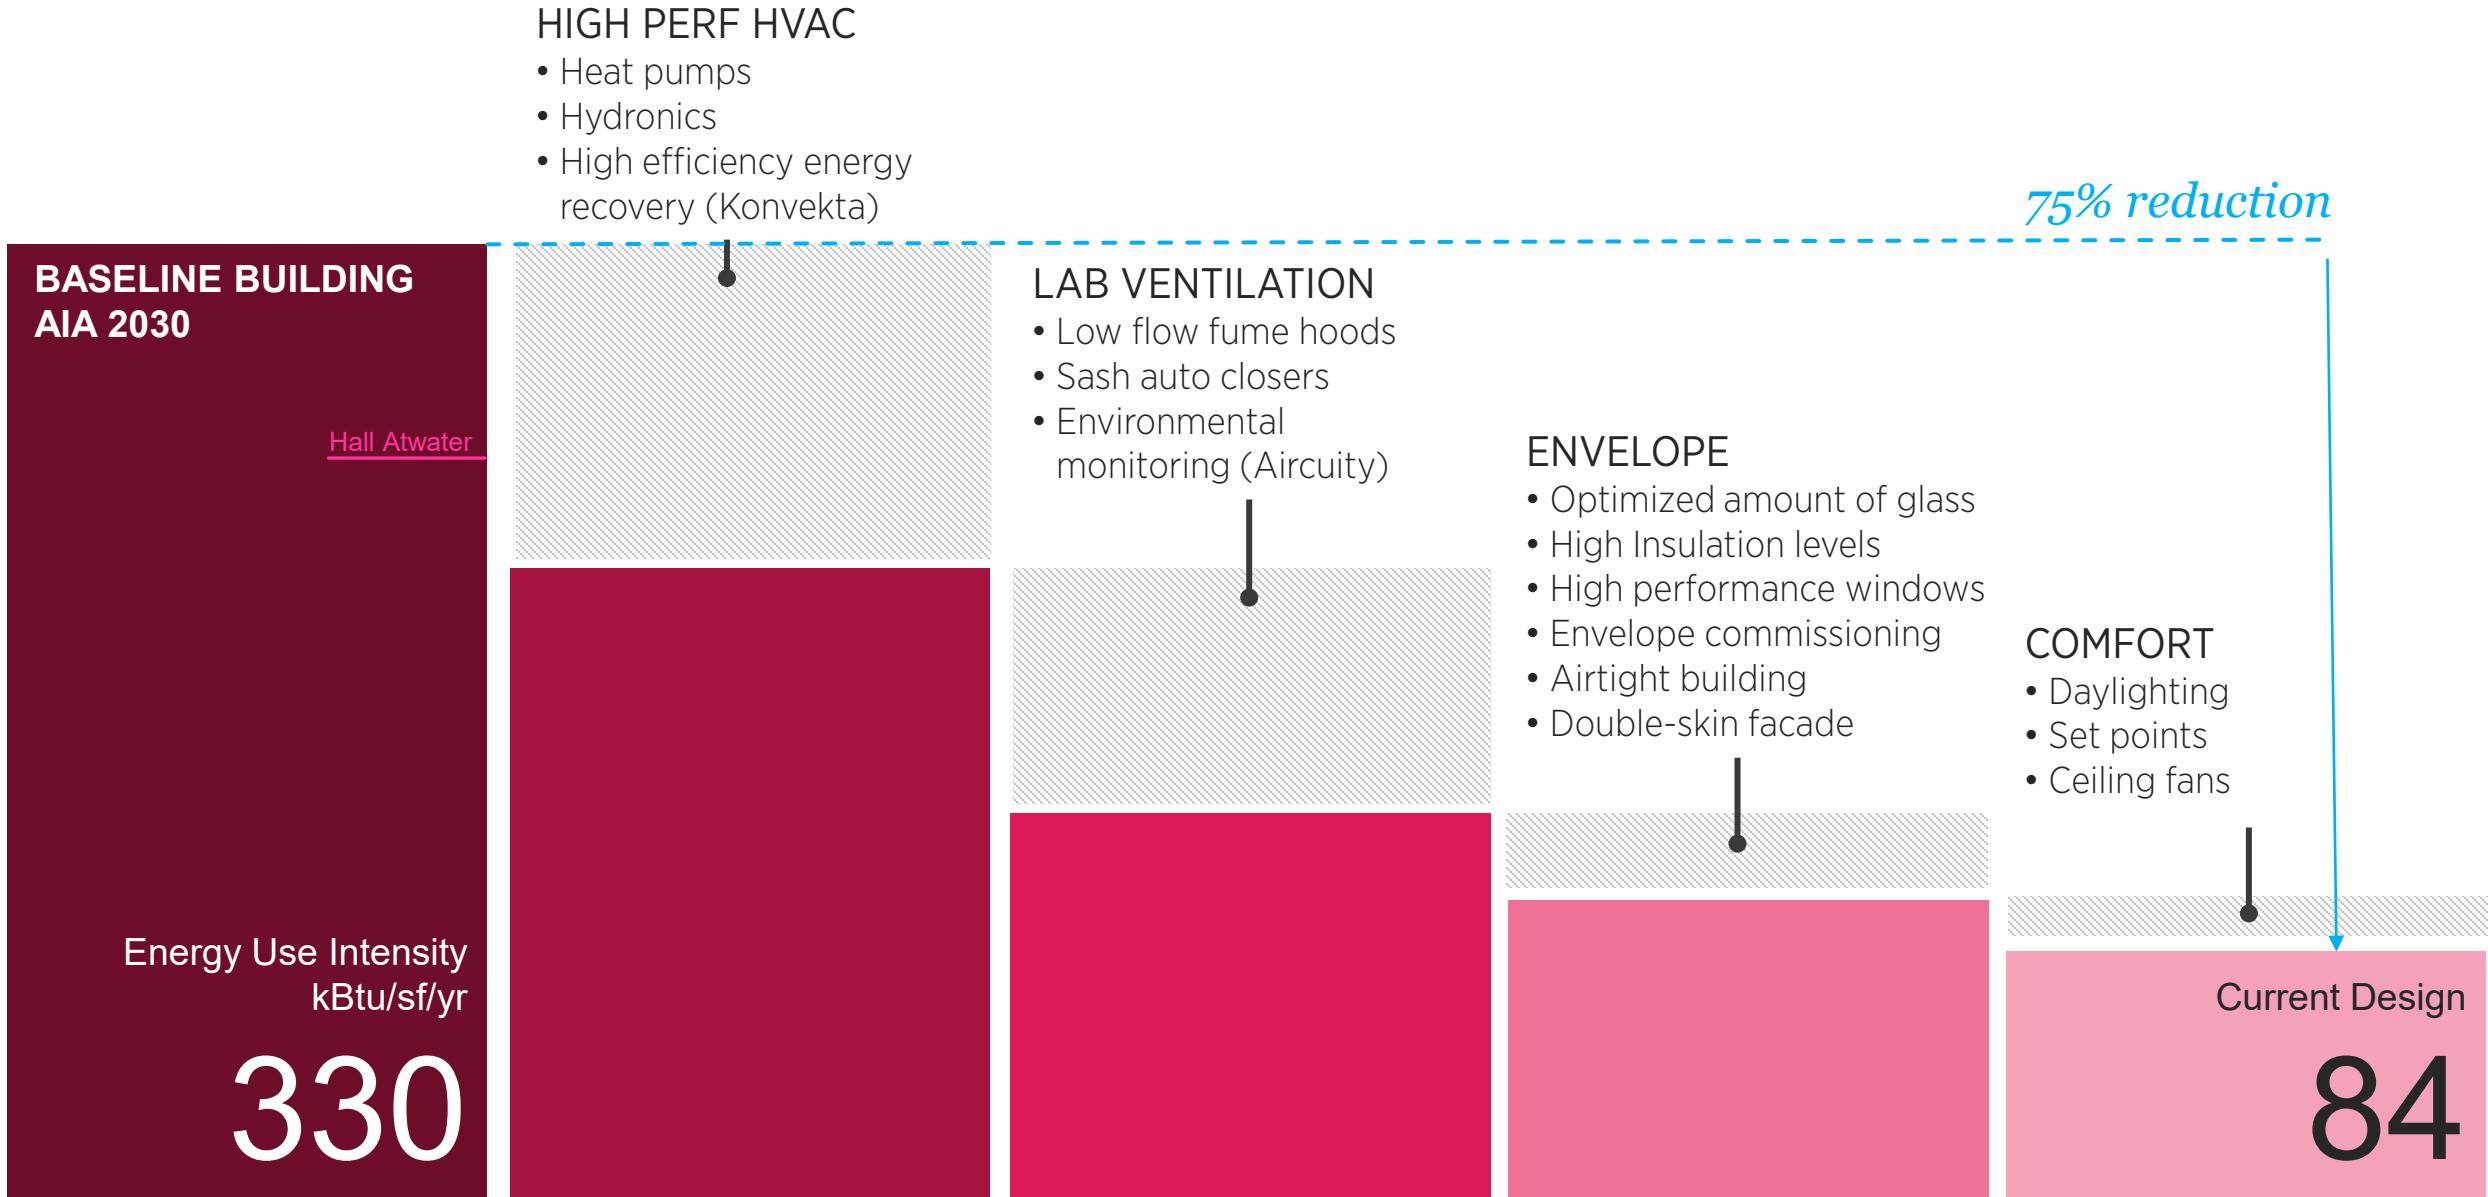 HIGH PERF HVAC
• Heat pumps
• Hydronics
• High efficiency energy
recovery (Konvekta)
75% reduction
BASELINE BUILDING
AIA 2030
Hall Atwater
Energy Use Intensity
kBtu/sf/yr
330
LAB VENTILATION
• Low flow fume hoods
• Sash auto closers
• Environmental
monitoring (Aircuity)
ENVELOPE
• Optimized amount of glass
• High Insulation levels
• High performance windows
• Envelope commissioning
• Airtight building
• Double-skin facade
COMFORT
• Daylighting
• Set points
• Ceiling fans
Current Design
84